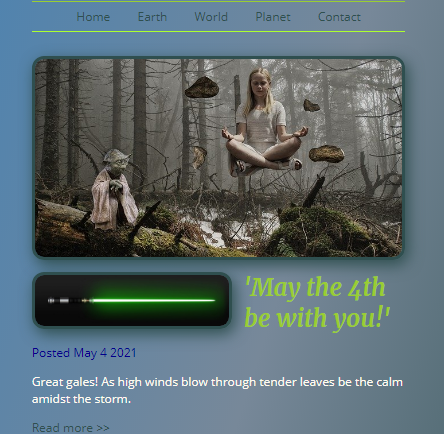 Home Earth World Planet Contact
'May the 4th
be with you!'
Posted May 4 2021
Great gales! As high winds blow through tender leaves be the calm
amidst the storm.
Read more >>